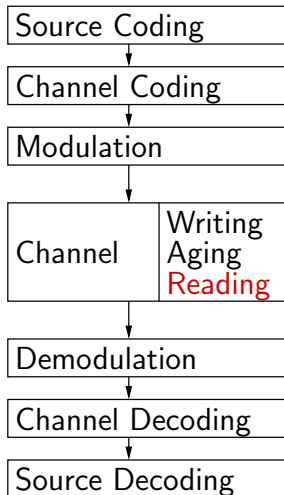 Source Coding
Channel Coding
Modulation
Channel
Writing
Aging
Reading
Demodulation
Channel Decoding
Source Decoding